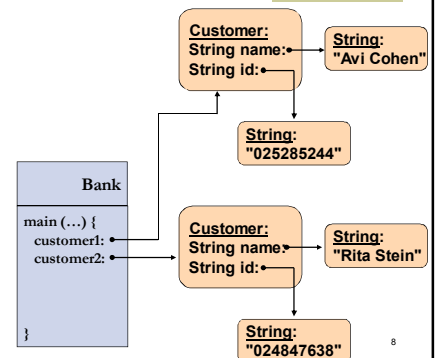 Customer:
String name:
String id:
String:
"Avi Cohen"
String:
"025285244"
Bank
main (…) {
customer1:
customer2:
}
Customer:
String name:
String id:
String:
"Rita Stein"
String:
"024847638"
8